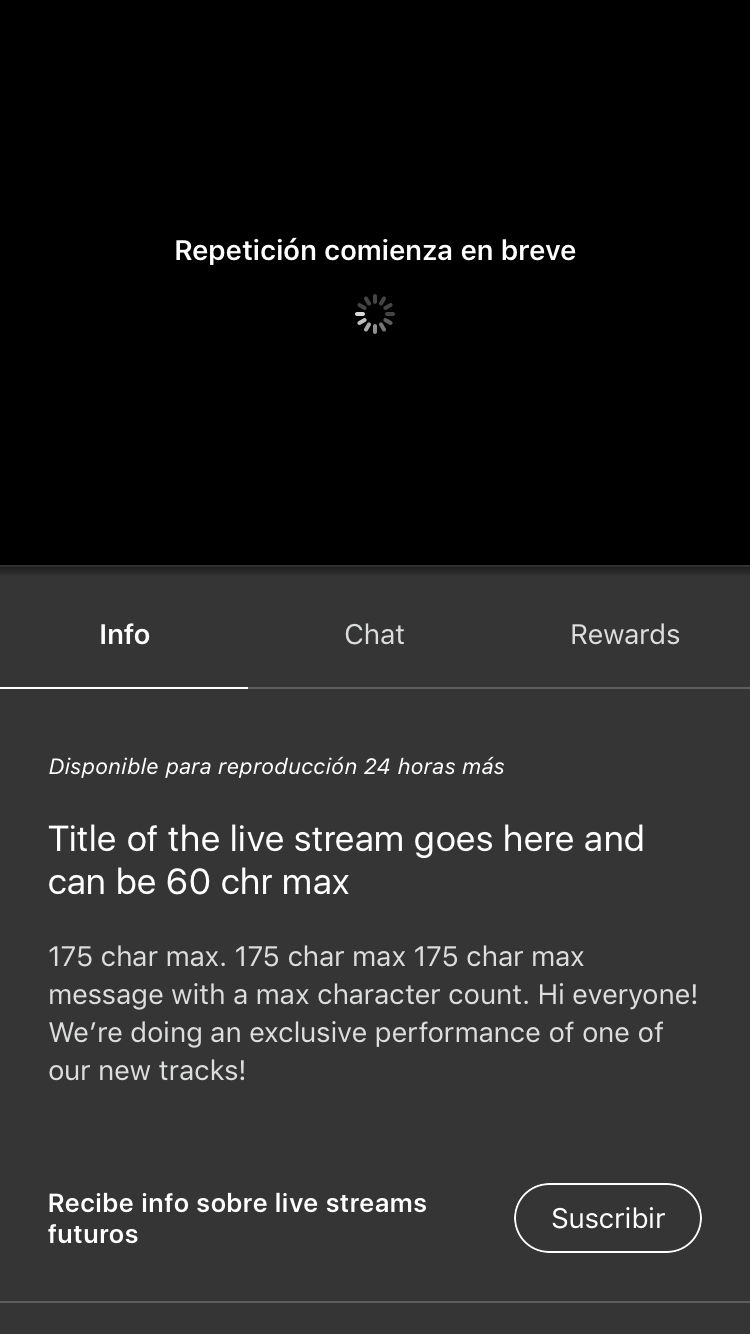 Repetición comienza en breve
Info
Chat
Rewards
Disponible para reproducción 24 horas más
Title of the live stream goes here and
can be 60 chr max
175 char max. 175 char max 175 char max
message with a max character count. Hi everyone!
We’re doing an exclusive performance of one of
our new tracks!
Recibe info sobre live streams
futuros
Suscribir